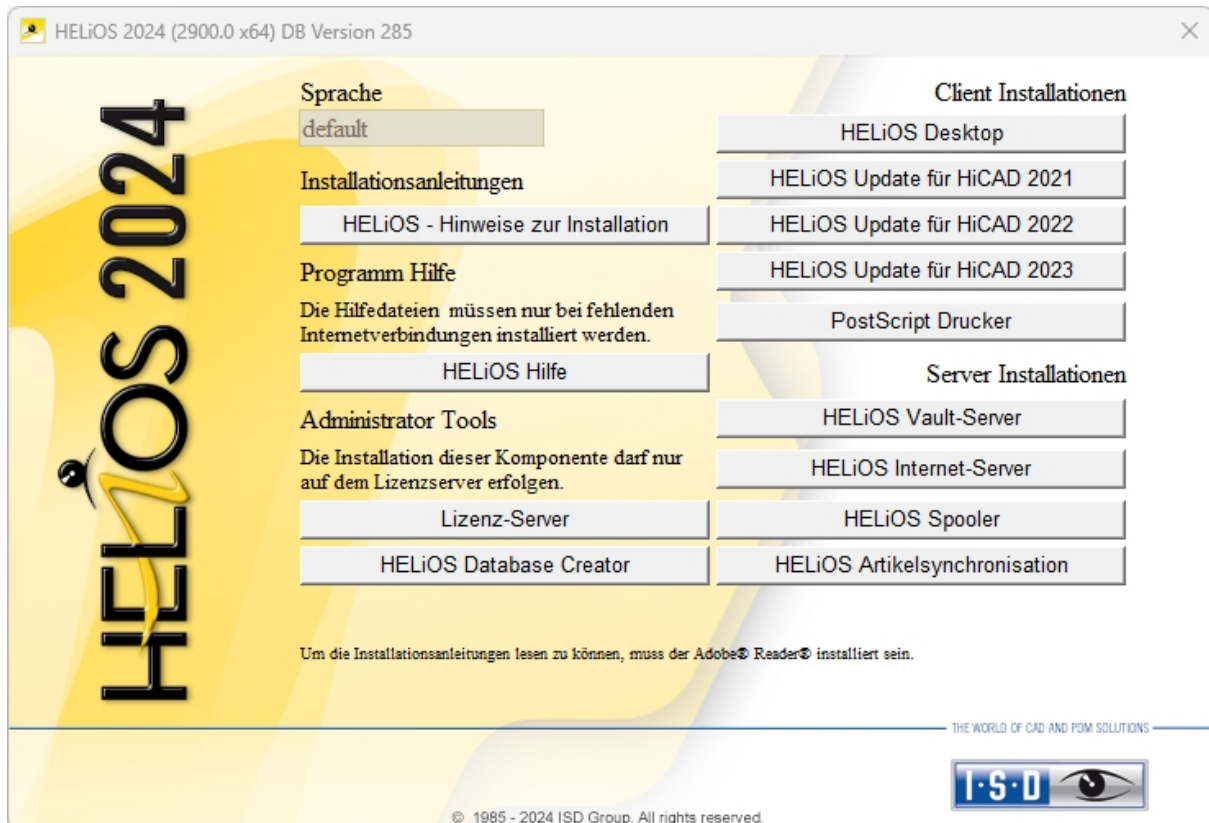 HELiOS 2024 (2900.0 x64) DB Version 285
HELiOS 2024
Sprache
default
Installationsanleitungen
HELiOS - Hinweise zur Installation
Programm Hilfe
Die Hilfedateien müssen nur bei fehlenden
Internetverbindungen installiert werden.
HELiOS Hilfe
Administrator Tools
Die Installation dieser Komponente darf nur
auf dem Lizenzserver erfolgen.
Lizenz-Server
HELiOS Database Creator
Client Installationen
HELiOS Desktop
HELiOS Update für HiCAD 2021
HELiOS Update für HiCAD 2022
HELiOS Update für HiCAD 2023
PostScript Drucker
Server Installationen
HELiOS Vault-Server
HELiOS Internet-Server
HELiOS Spooler
HELiOS Artikelsynchronisation
Um die Installationsanleitungen lesen zu können, muss der Adobe® Reader® installiert sein.
THE WORLD OF CAD AND PDM SOLUTIONS
I·S·D
© 1985 - 2024 ISD Group. All rights reserved.